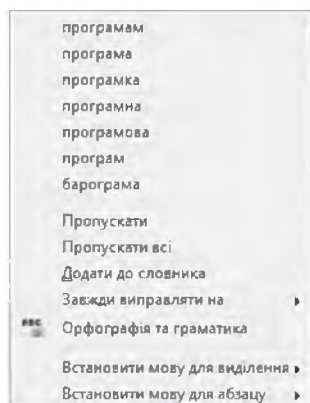 програмам
програма
програмка
програмна
програмова
програм
барограма
Пропускати
Пропускати всі
Додати до словника
Завжди виправляти на
ABC Орфографія та граматика
Встановити мову для виділення
Встановити мову для абзацу